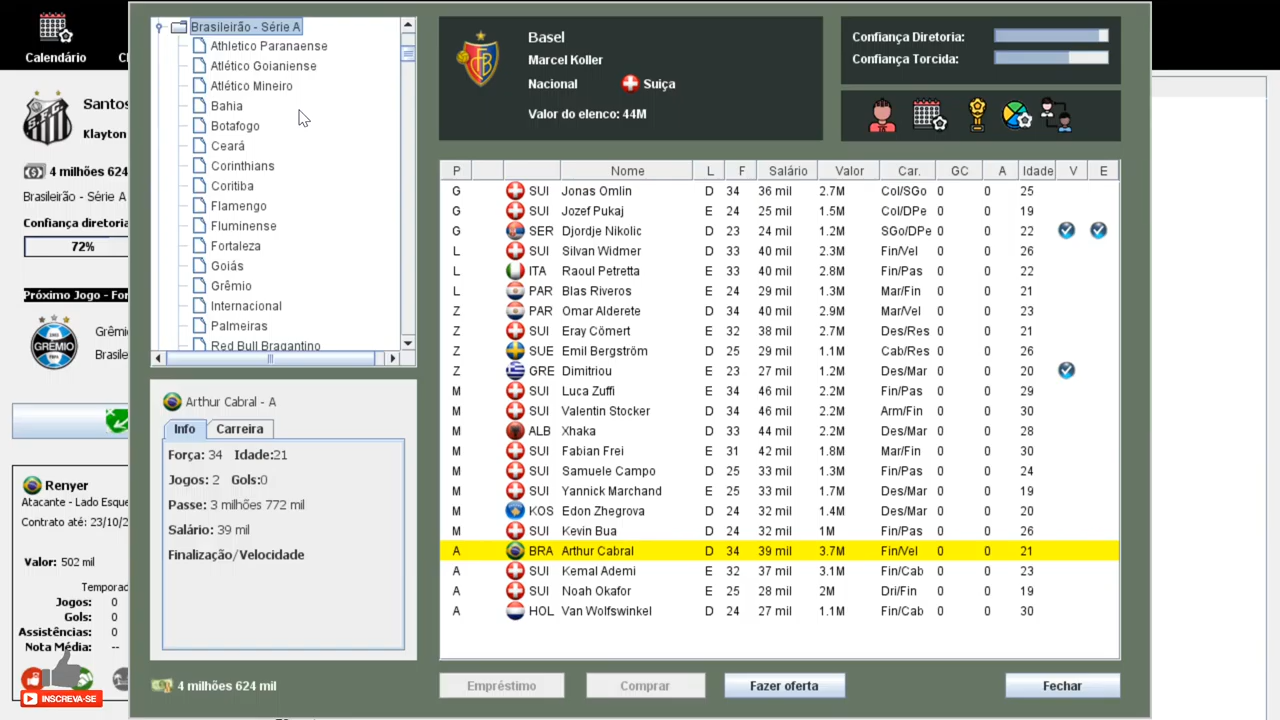 Calendário
Santos
Klayton
4 milhões 624
Brasileirão - Série A
Confiança diretoria
72%
Próximo Jogo - For
Grêmio
Brasile
Renyer
Atacante - Lado Esque
Contrato até: 23/10/2
Valor: 502 mil
Temporad
Jogos: 0
Gols: 0
Assistências: 0
Nota Média: --
INSCREVA-SE
Brasileirão - Série A
Athletico Paranaense
Atlético Goianiense
Atlético Mineiro
Bahia
Botafogo
Ceará
Corinthians
Coritiba
Flamengo
Fluminense
Fortaleza
Goiás
Grêmio
Internacional
Palmeiras
Red Bull Bragantino
Arthur Cabral - A
Info Carreira
Força: 34 Idade:21
Jogos: 2 Gols:0
Passe: 3 milhões 772 mil
Salário: 39 mil
Finalização/Velocidade
4 milhões 624 mil
Basel
Marcel Koller
Nacional Suiça
Valor do elenco: 44M
Confiança Diretoria:
Confiança Torcida:
P Nome L F Salário Valor Car. GC A Idade V E
G SUI Jonas Omlin D 34 36 mil 2.7M Col/SGo 0 0 25
G SUI Jozef Pukaj E 24 25 mil 1.5M Col/DPe 0 0 19
G SER Djordje Nikolic D 23 24 mil 1.2M SGo/DPe 0 0 22
L SUI Silvan Widmer D 33 40 mil 2.3M Fin/Vel 0 0 26
L ITA Raoul Petretta E 33 40 mil 2.8M Fin/Pas 0 0 22
L PAR Blas Riveros E 24 29 mil 1.3M Mar/Fin 0 0 21
Z PAR Omar Alderete D 34 40 mil 2.9M Mar/Vel 0 0 23
Z SUI Eray Cömert E 32 38 mil 2.7M Des/Res 0 0 21
Z SUE Emil Bergström D 25 29 mil 1.1M Cab/Res 0 0 26
Z GRE Dimitriou E 23 27 mil 1.2M Des/Mar 0 0 20
M SUI Luca Zuffi E 34 46 mil 2.2M Fin/Pas 0 0 29
M SUI Valentin Stocker D 34 46 mil 2.2M Arm/Fin 0 0 30
M ALB Xhaka D 33 44 mil 2.2M Des/Mar 0 0 28
M SUI Fabian Frei E 31 42 mil 1.8M Mar/Fin 0 0 30
M SUI Samuele Campo D 25 33 mil 1.3M Fin/Pas 0 0 24
M SUI Yannick Marchand E 25 33 mil 1.7M Des/Mar 0 0 19
M KOS Edon Zhegrova D 24 32 mil 1.4M Des/Mar 0 0 20
M SUI Kevin Bua D 24 32 mil 1M Fin/Pas 0 0 26
A BRA Arthur Cabral D 34 39 mil 3.7M Fin/Vel 0 0 21
A SUI Kemal Ademi E 32 37 mil 3.1M Fin/Cab 0 0 23
A SUI Noah Okafor E 25 28 mil 2M Dri/Fin 0 0 19
A HOL Van Wolfswinkel D 24 27 mil 1.1M Fin/Cab 0 0 30
Empréstimo Comprar Fazer oferta Fechar